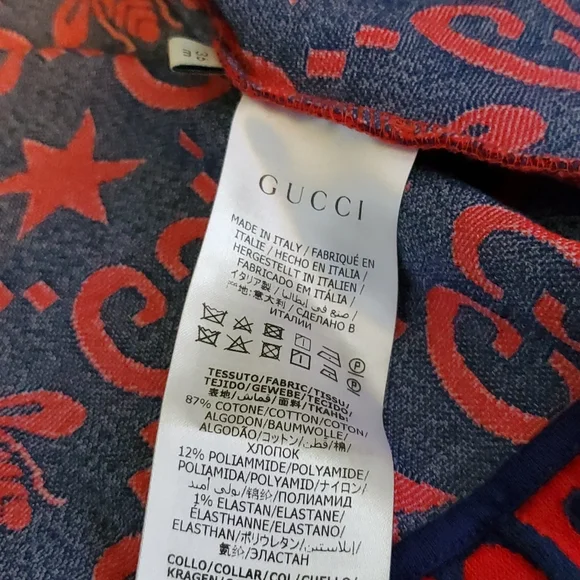 36
m
GUCCI
MADE IN ITALY / FABRIQUÉ EN
ITALIE / HECHO EN ITALIA /
HERGESTELLT IN ITALIEN /
FABRICADO EM ITÁLIA /
イタリア製 / صنع في إيطاليا /
产地: 意大利 / СДЕЛАНО В
ИТАЛИИ
TESSUTO/FABRIC/TISSU/
TEJIDO/GEWEBE/TECIDO/
表地/قماش/面料/ТКАНЬ/
87% COTONE/COTTON/COTON/
ALGODON/BAUMWOLLE/
ALGODÃO/コットン/قطن/棉/
ХЛОПОК
12% POLIAMMIDE/POLYAMIDE/
POLIAMIDA/POLYAMID/ナイロン/
بولي أميد/锦纶/ПОЛИАМИД
1% ELASTAN/ELASTANE/
ELASTHANNE/ELASTANO/
ELASTHAN/ポリウレタン/
إيلاستين/氨纶/ЭЛАСТАН
COLLO/COLLAR/COL/CUELLO/
KRAGEN/